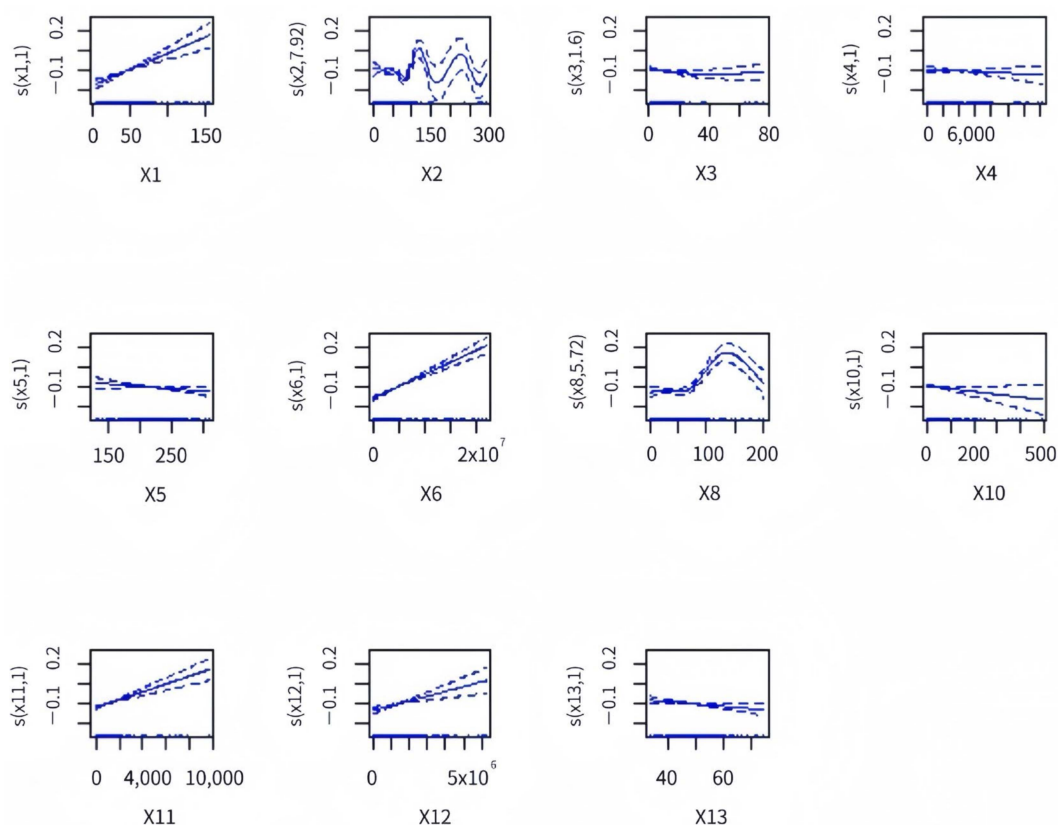 s(x1,1)
0.2
−0.1
0 50 150
X1
s(x2,7.92)
0.2
−0.1
0 150 300
X2
s(x3,1.6)
0.2
−0.1
0 40 80
X3
s(x4,1)
0.2
−0.1
0 6,000
X4
s(x5,1)
0.2
−0.1
150 250
X5
s(x6,1)
0.2
−0.1
0 2x10⁷
X6
s(x8,5.72)
0.2
−0.1
0 100 200
X8
s(x10,1)
0.2
−0.1
0 200 500
X10
s(x11,1)
0.2
−0.1
0 4,000 10,000
X11
s(x12,1)
0.2
−0.1
0 5x10⁶
X12
s(x13,1)
0.2
−0.1
40 60
X13